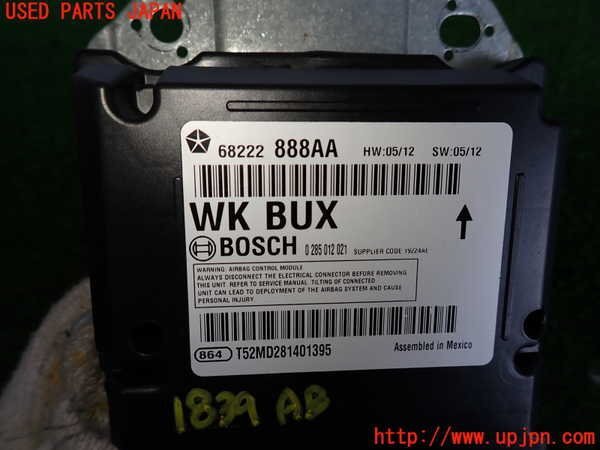 USED PARTS JAPAN
68222 888AA HW:05/12 SW:05/12
WK BUX
BOSCH 0 285 012 021 SUPPLIER CODE 19224AE
WARNING: AIRBAG CONTROL MODULE
ALWAYS DISCONNECT THE ELECTRICAL CONNECTOR BEFORE REMOVING
THIS UNIT. REFER TO SERVICE MANUAL. TILTING OF CONNECTED
UNIT CAN LEAD TO DEPLOYMENT OF THE AIRBAG SYSTEM AND CAUSE
PERSONAL INJURY.
864 T52MD281401395 Assembled in Mexico
1839 AB
http://www.upjpn.com/